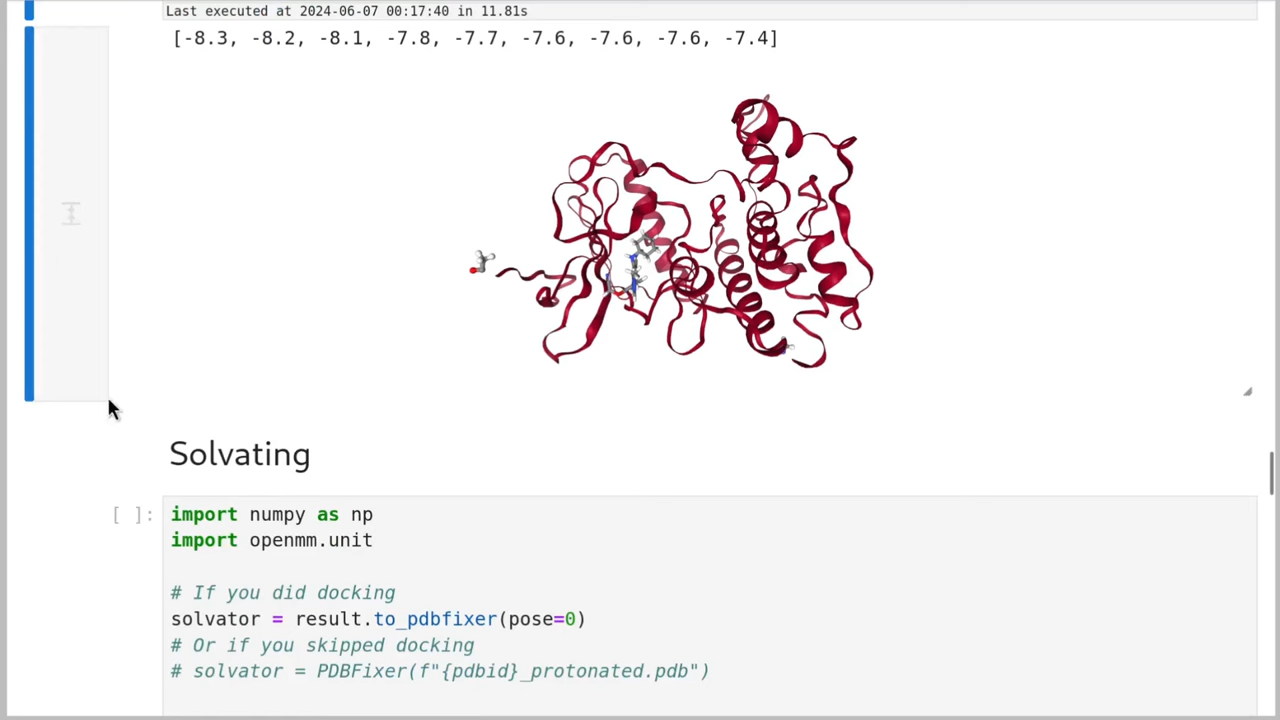 Last executed at 2024-06-07 00:17:40 in 11.81s
[-8.3, -8.2, -8.1, -7.8, -7.7, -7.6, -7.6, -7.6, -7.4]
Solvating
[ ]:
import numpy as np
import openmm.unit
# If you did docking
solvator = result.to_pdbfixer(pose=0)
# Or if you skipped docking
# solvator = PDBFixer(f"{pdbid}_protonated.pdb")